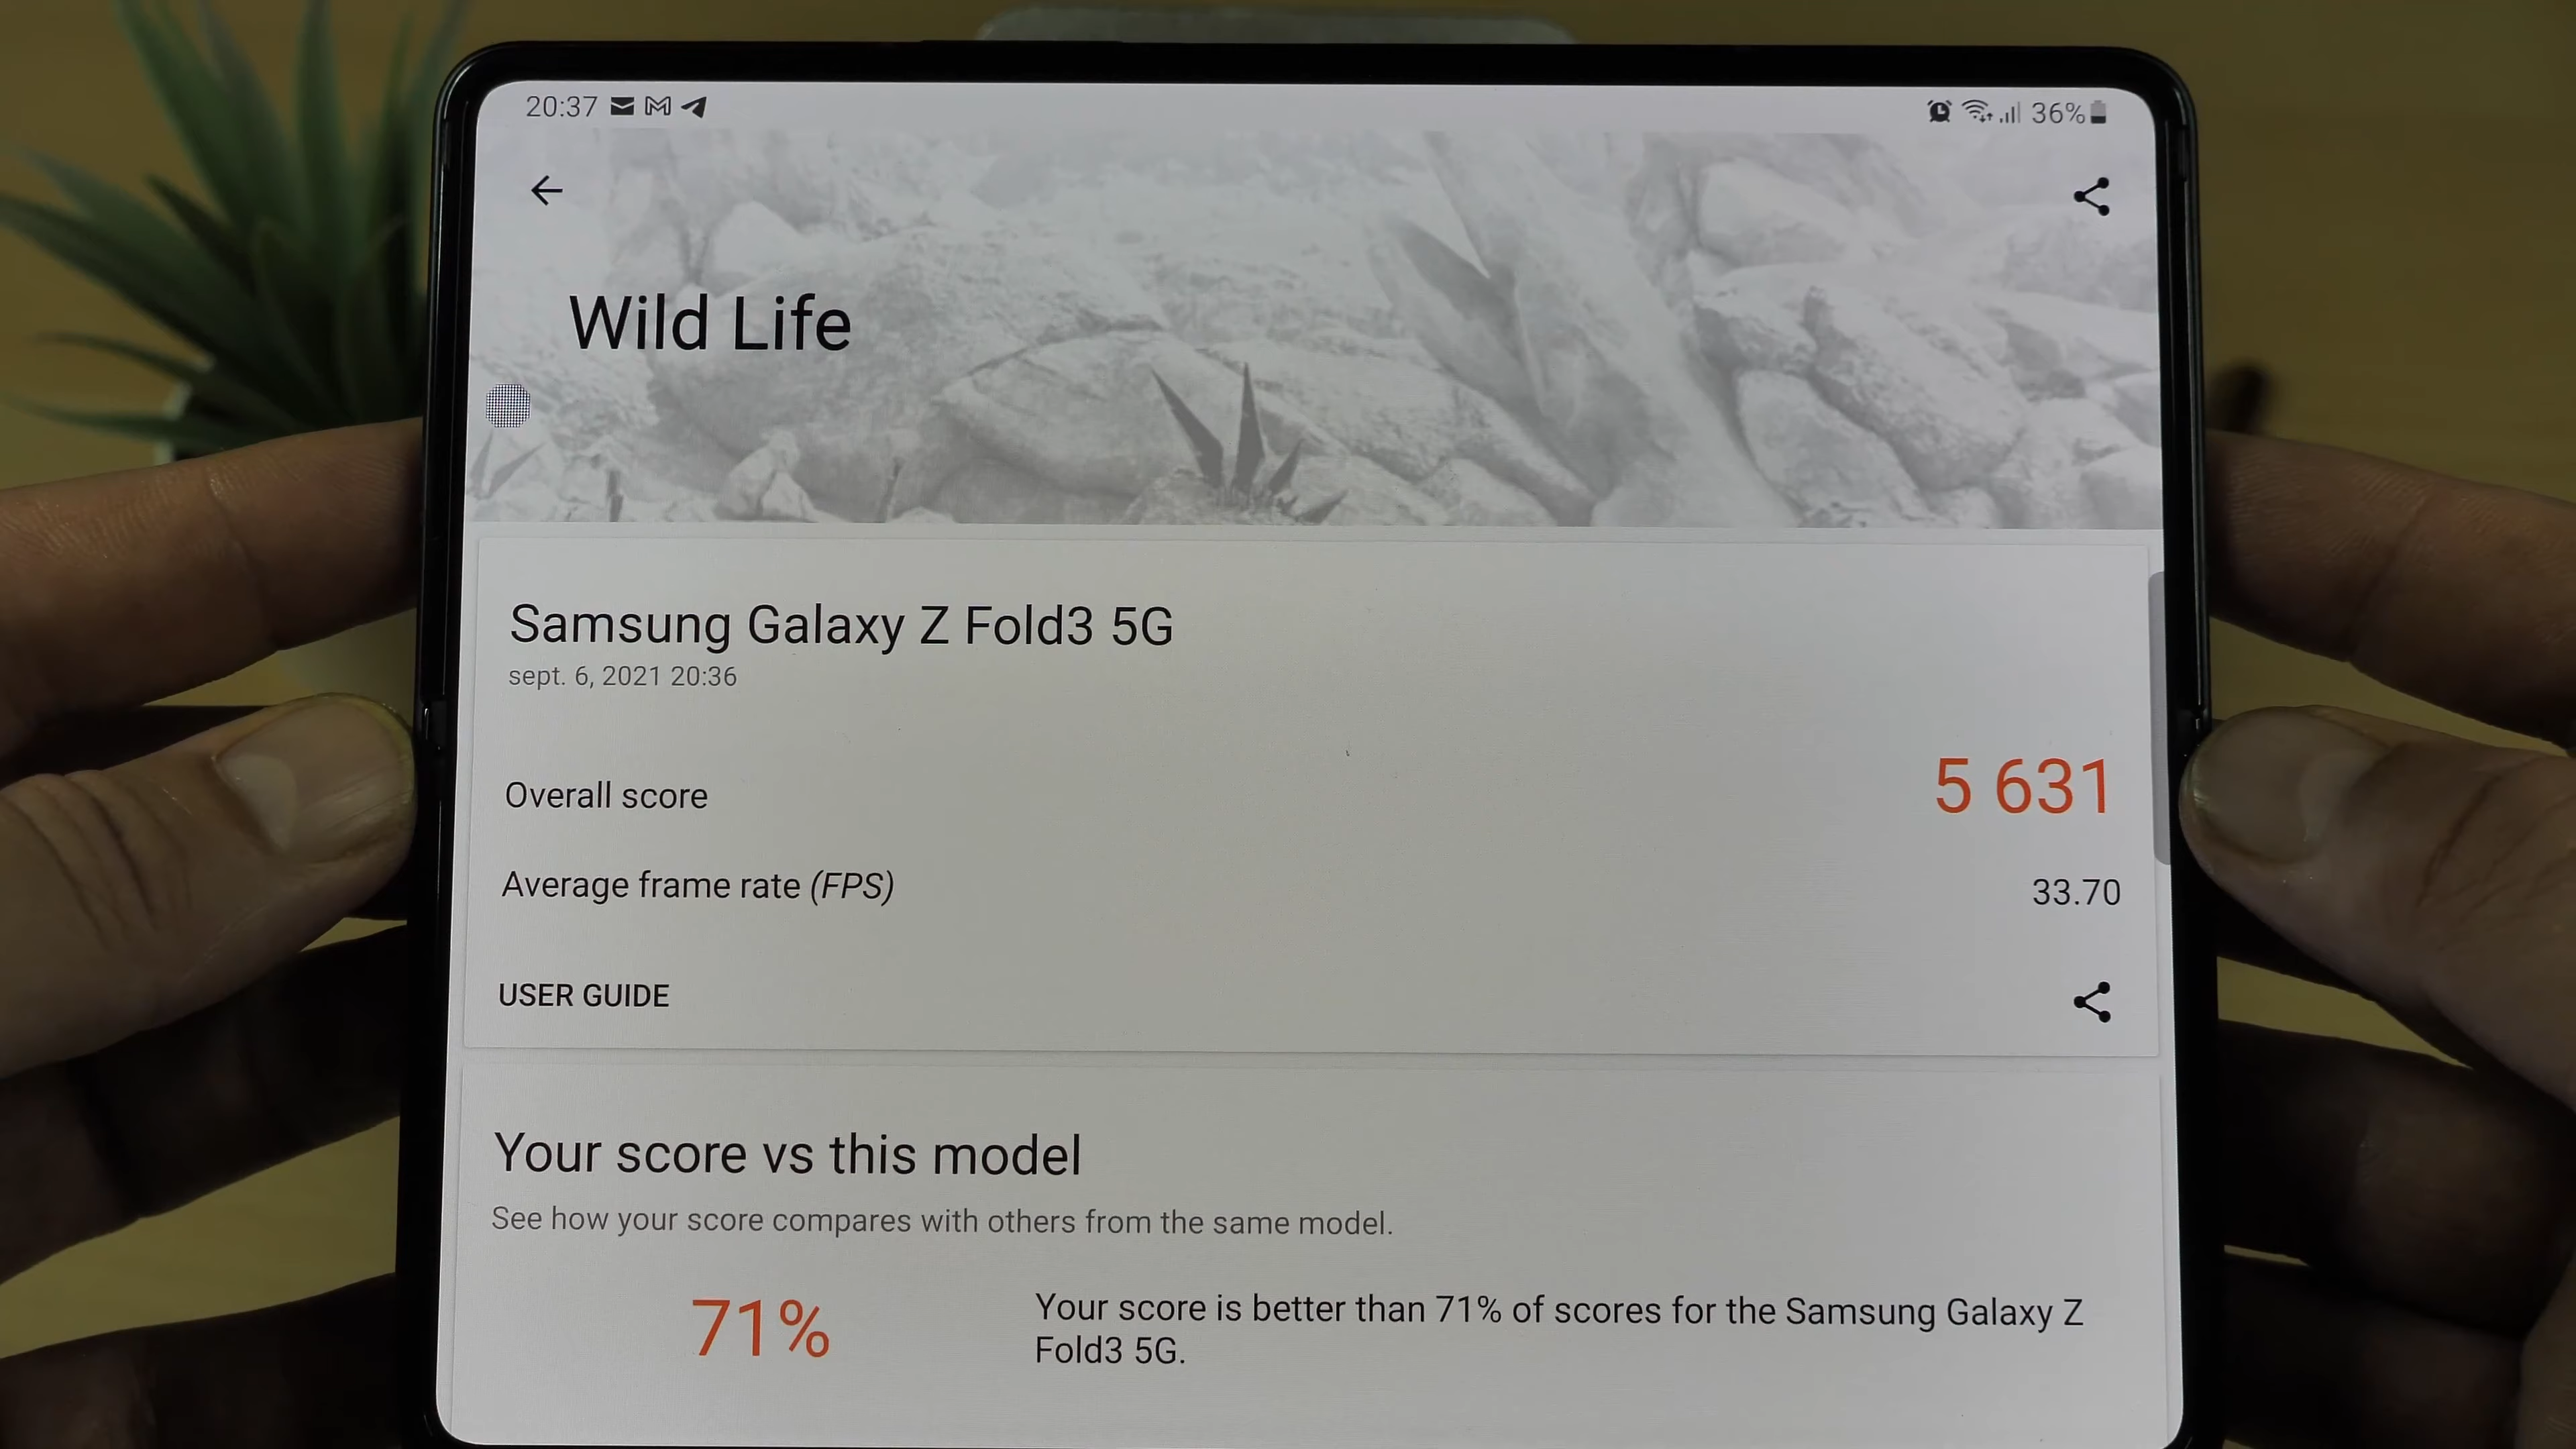 20:37
36%
Wild Life
Samsung Galaxy Z Fold3 5G
sept. 6, 2021 20:36
Overall score
5 631
Average frame rate (FPS)
33.70
USER GUIDE
Your score vs this model
See how your score compares with others from the same model.
71%
Your score is better than 71% of scores for the Samsung Galaxy Z
Fold3 5G.